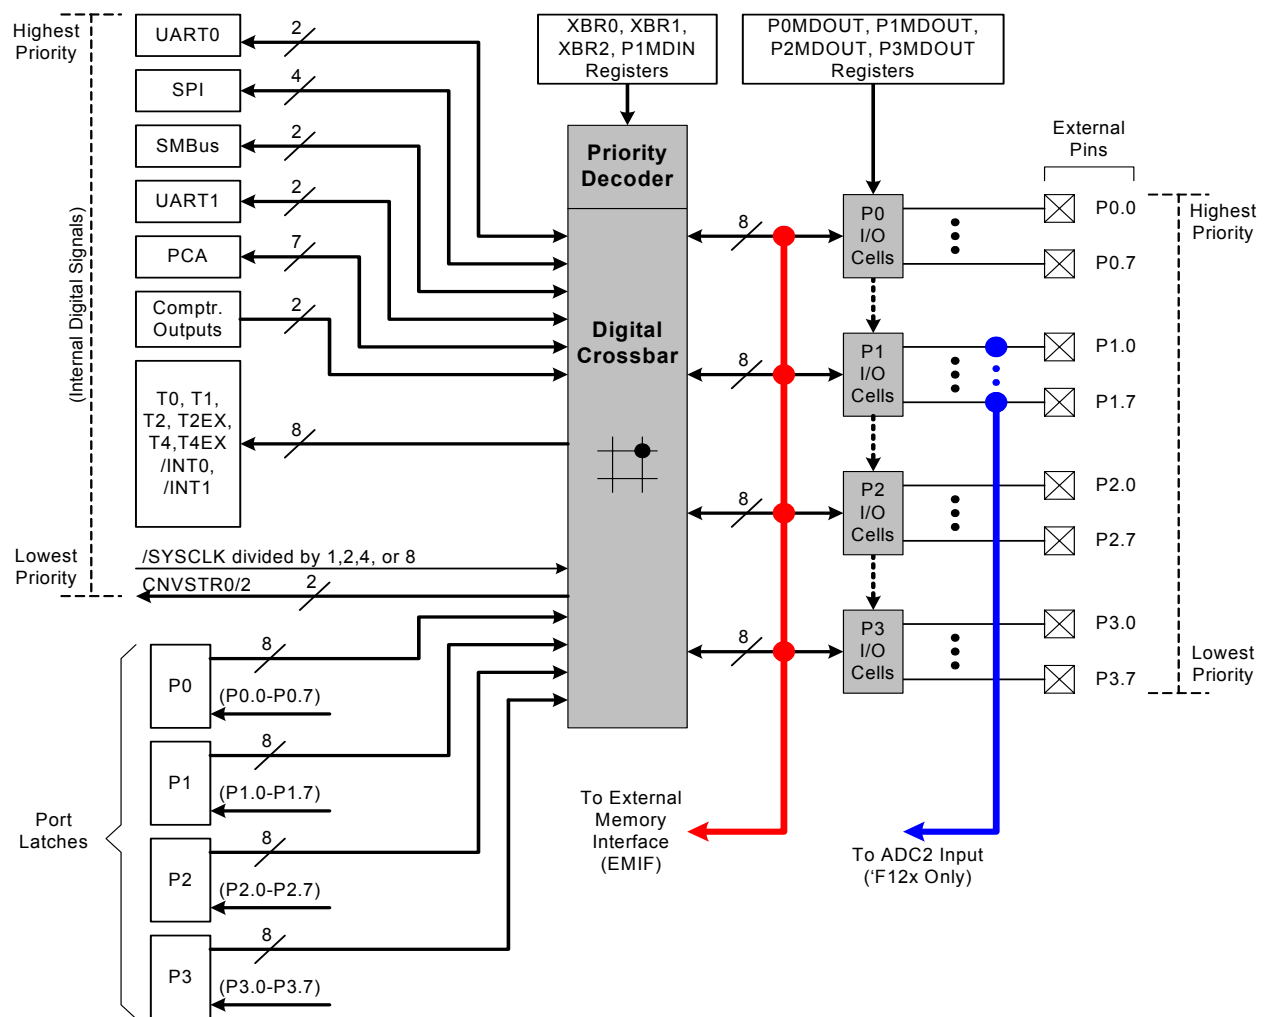 Highest
Priority
UART0
2
SPI
4
SMBus
2
UART1
2
PCA
7
Comptr.
Outputs
2
T0, T1,
T2, T2EX,
T4,T4EX
/INT0,
/INT1
8
(Internal Digital Signals)
Lowest
Priority
/SYSCLK divided by 1,2,4, or 8
CNVSTR0/2
2
Port
Latches
P0
8
(P0.0-P0.7)
P1
8
(P1.0-P1.7)
P2
8
(P2.0-P2.7)
P3
8
(P3.0-P3.7)
XBR0, XBR1,
XBR2, P1MDIN
Registers
Priority
Decoder
Digital
Crossbar
P0MDOUT, P1MDOUT,
P2MDOUT, P3MDOUT
Registers
8
8
8
8
P0
I/O
Cells
P1
I/O
Cells
P2
I/O
Cells
P3
I/O
Cells
External
Pins
P0.0
P0.7
P1.0
P1.7
P2.0
P2.7
P3.0
P3.7
Highest
Priority
Lowest
Priority
To External
Memory
Interface
(EMIF)
To ADC2 Input
(‘F12x Only)